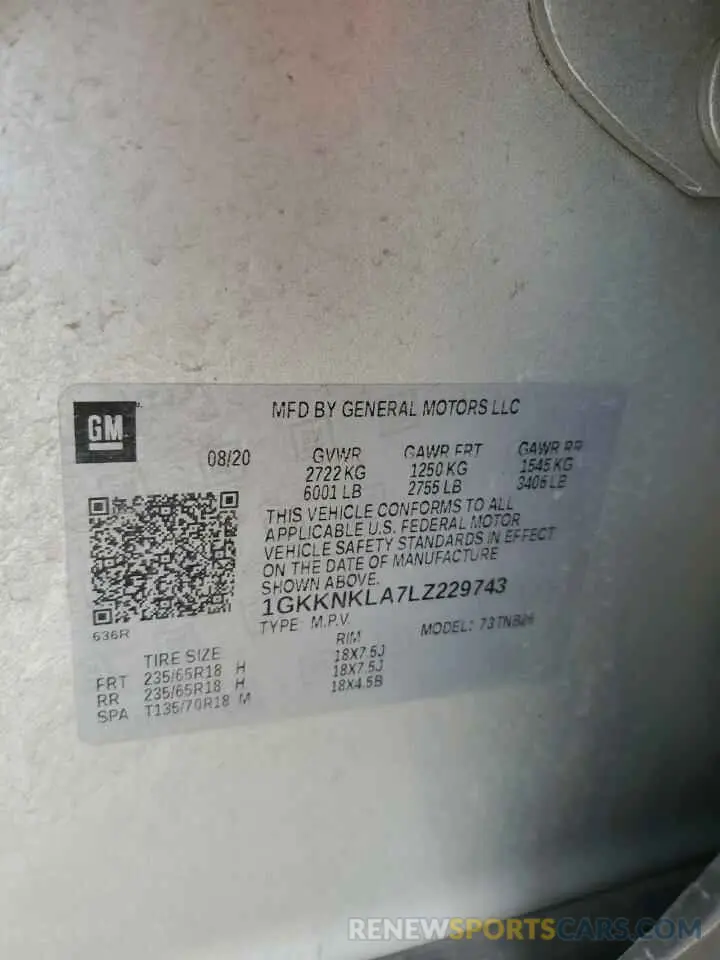 GM
MFD BY GENERAL MOTORS LLC
08/20
GVWR GAWR FRT GAWR RR
2722 KG 1250 KG 1545 KG
6001 LB 2755 LB 3406 LB
THIS VEHICLE CONFORMS TO ALL
APPLICABLE U.S. FEDERAL MOTOR
VEHICLE SAFETY STANDARDS IN EFFECT
ON THE DATE OF MANUFACTURE
SHOWN ABOVE.
1GKKNKLA7LZ229743
636R
TYPE: M.P.V. MODEL: 73TNB26
TIRE SIZE RIM
FRT 235/65R18 H 18X7.5J
RR 235/65R18 H 18X7.5J
SPA T135/70R18 M 18X4.5B
RENEWSPORTSCARS.COM